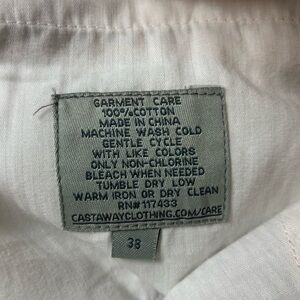 GARMENT CARE
100% COTTON
MADE IN CHINA
MACHINE WASH COLD
GENTLE CYCLE
WITH LIKE COLORS
ONLY NON-CHLORINE
BLEACH WHEN NEEDED
TUMBLE DRY LOW
WARM IRON OR DRY CLEAN
RN# 117433
CASTAWAYCLOTHING.COM/CARE
38